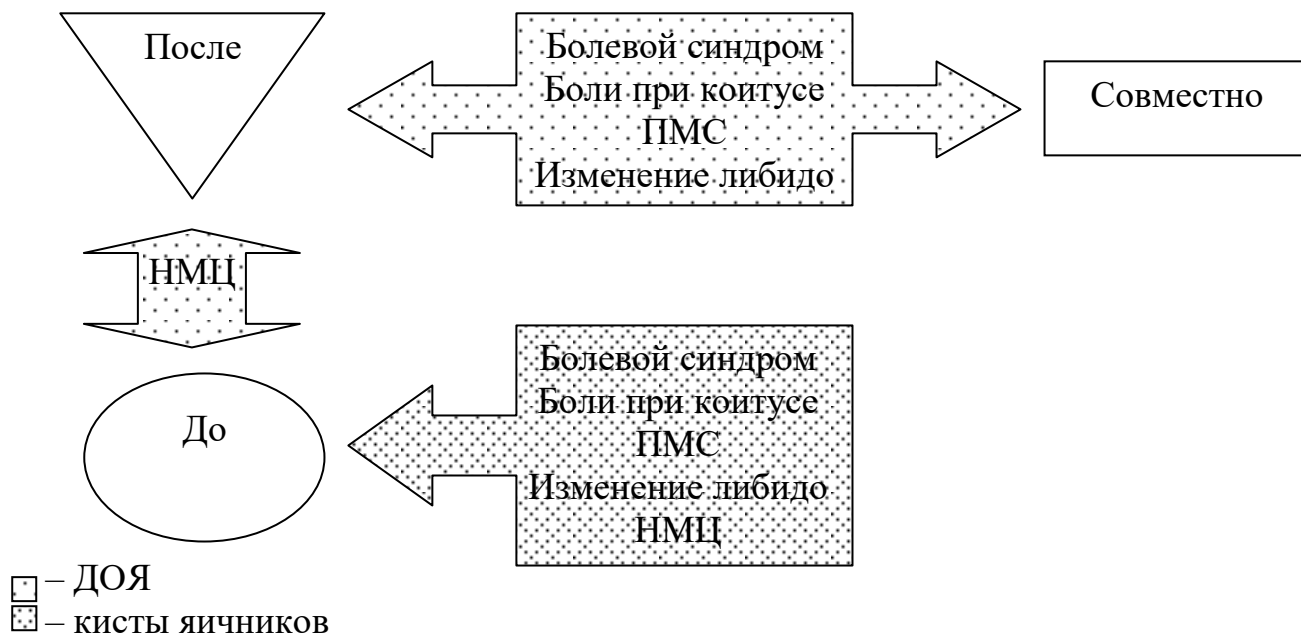 После
Болевой синдром
Боли при коитусе
ПМС
Изменение либидо
Совместно
НМЦ
До
Болевой синдром
Боли при коитусе
ПМС
Изменение либидо
НМЦ
– ДОЯ
– кисты яичников